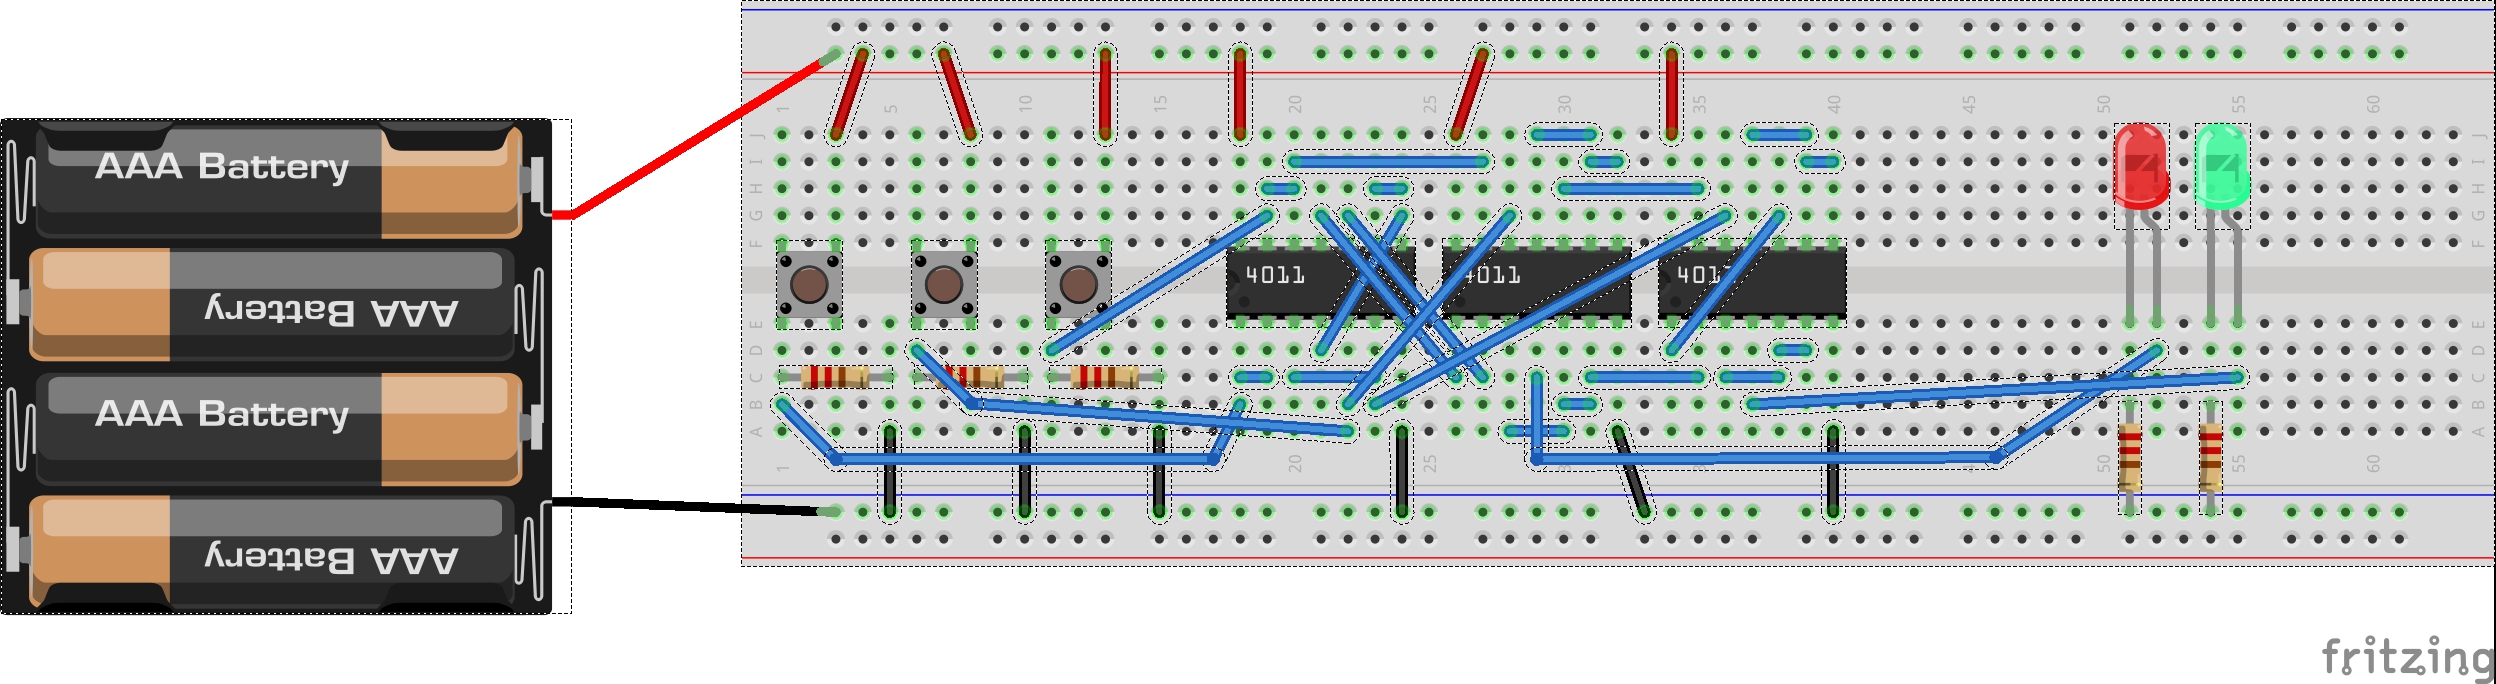 1 5 10 15 20 25 30 35 40 45 50 55 60
J J
I I
H H
G G
F F
4011 4011 401
E E
D D
C C
B B
A A
1 20 25 50 55 60
AAA Battery
AAA Battery
AAA Battery
AAA Battery
fritzing